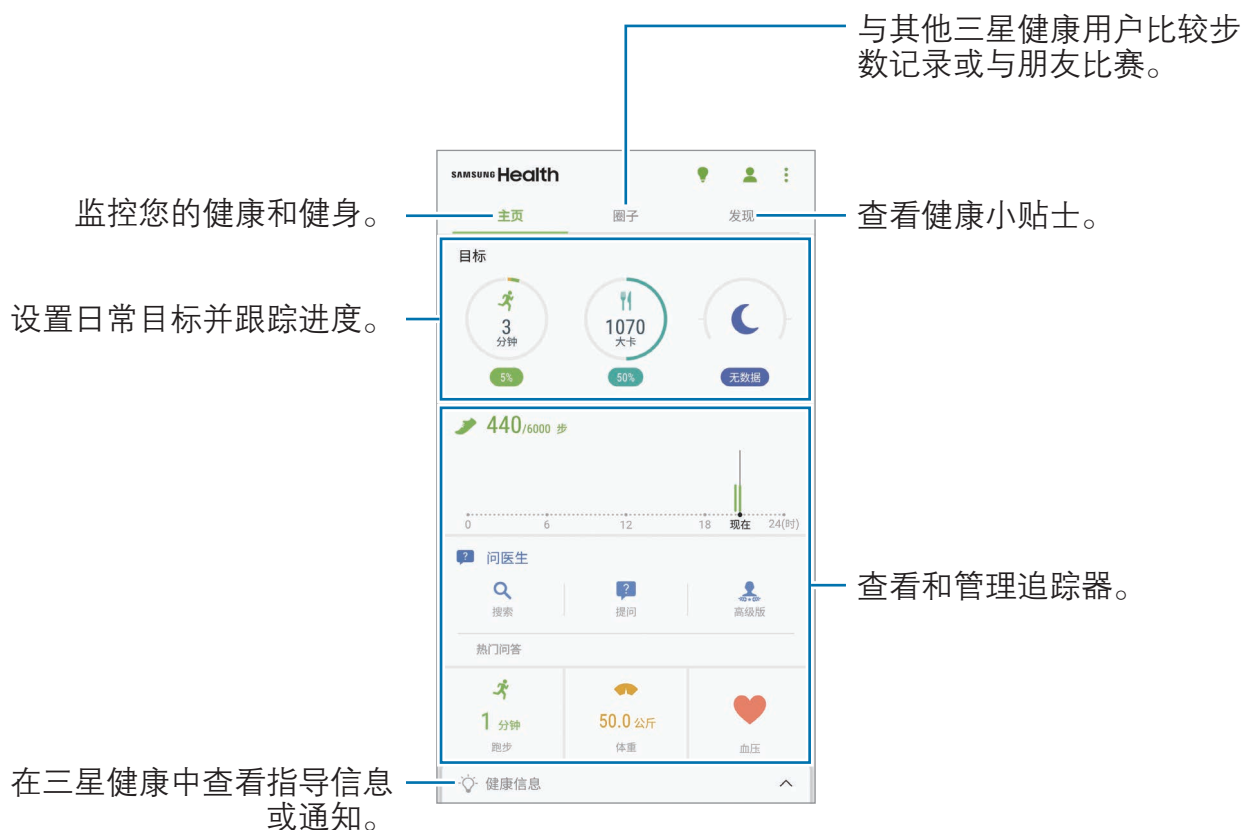 与其他三星健康用户比较步
数记录或与朋友比赛。
SAMSUNG Health
监控您的健康和健身。
主页 圈子 发现
查看健康小贴士。
目标
设置日常目标并跟踪进度。
3 1070
分钟 大卡
5% 50% 无数据
440/6000 步
0 6 12 18 现在 24(时)
? 问医生
?
搜索 提问 高级版
查看和管理追踪器。
热门问答
1 分钟 50.0 公斤
跑步 体重 血压
在三星健康中查看指导信息
或通知。
健康信息